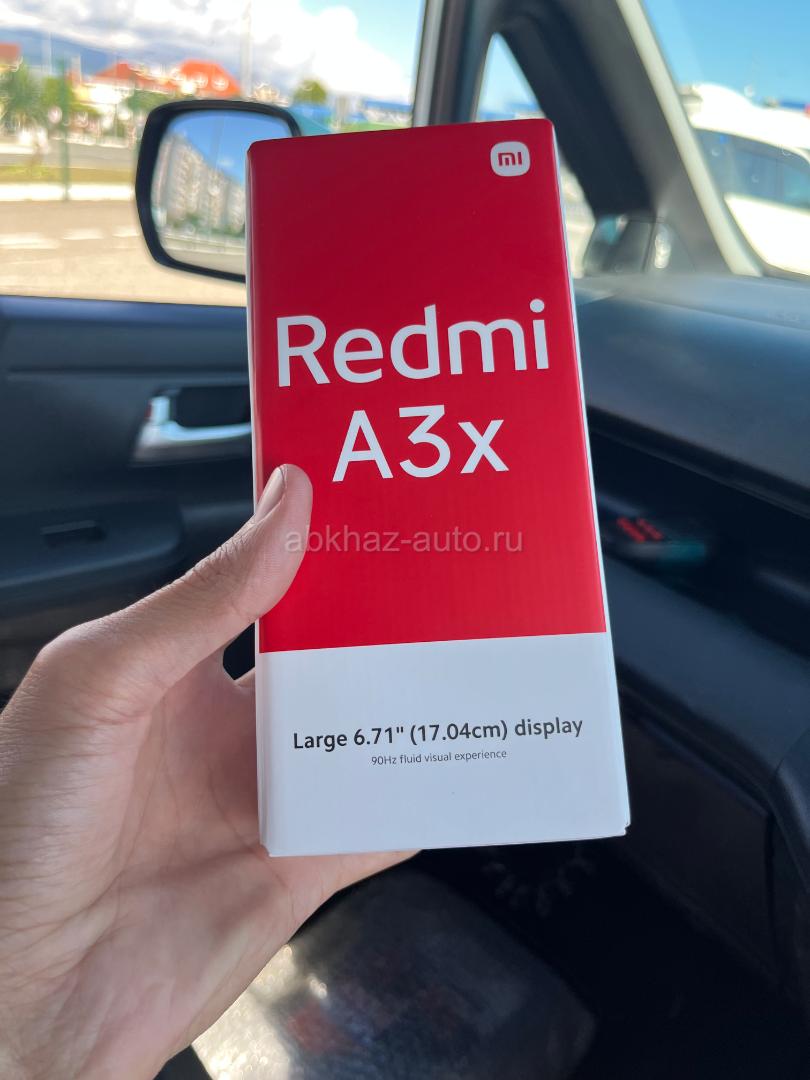 mi
Redmi
A3x
abkhaz-auto.ru
Large 6.71" (17.04cm) display
90Hz fluid visual experience